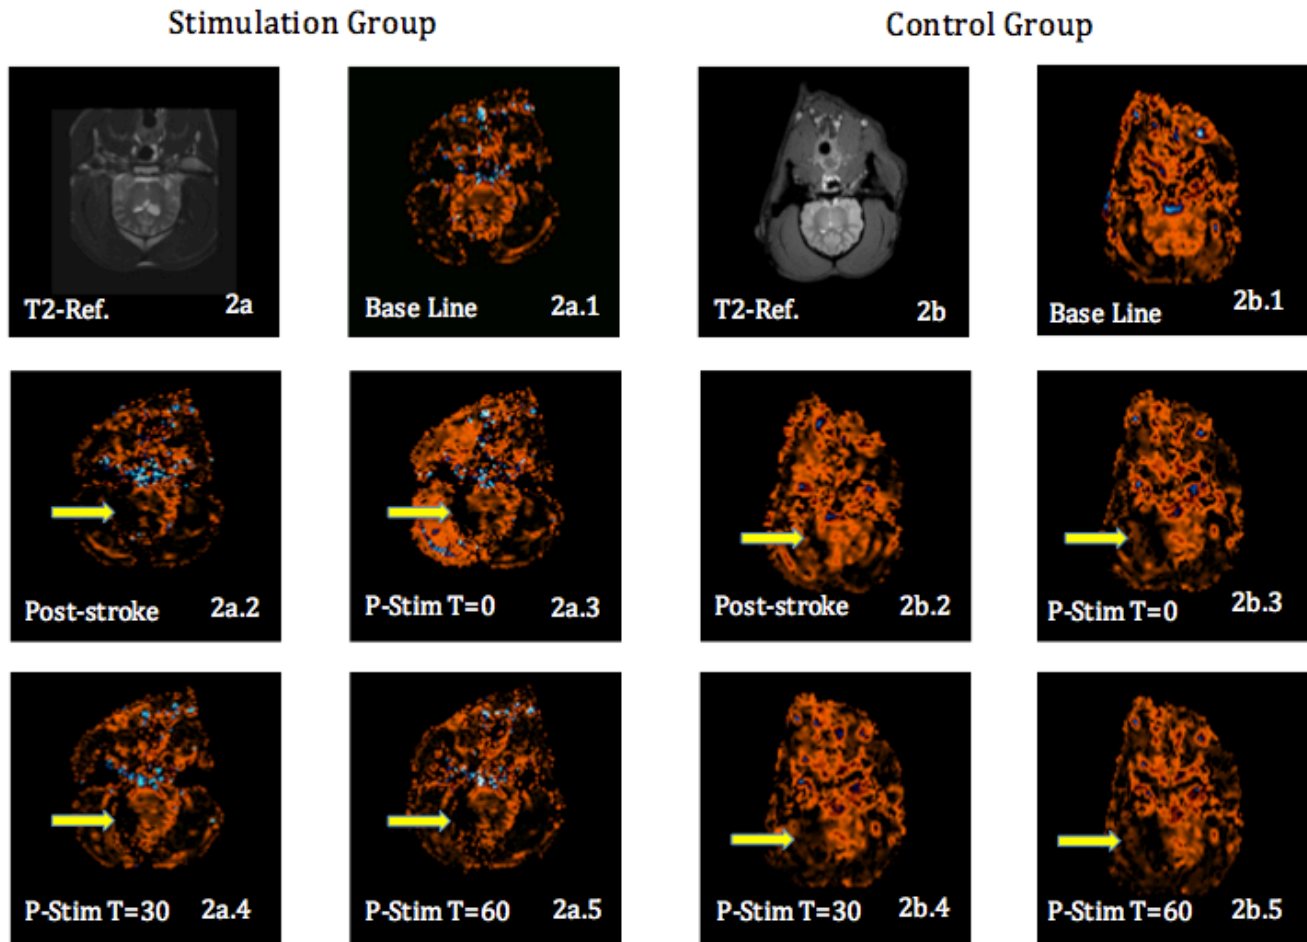 Stimulation Group
Control Group
T2-Ref.
2a
Base Line
2a.1
T2-Ref.
2b
Base Line
2b.1
Post-stroke
2a.2
P-Stim T=0
2a.3
Post-stroke
2b.2
P-Stim T=0
2b.3
P-Stim T=30
2a.4
P-Stim T=60
2a.5
P-Stim T=30
2b.4
P-Stim T=60
2b.5